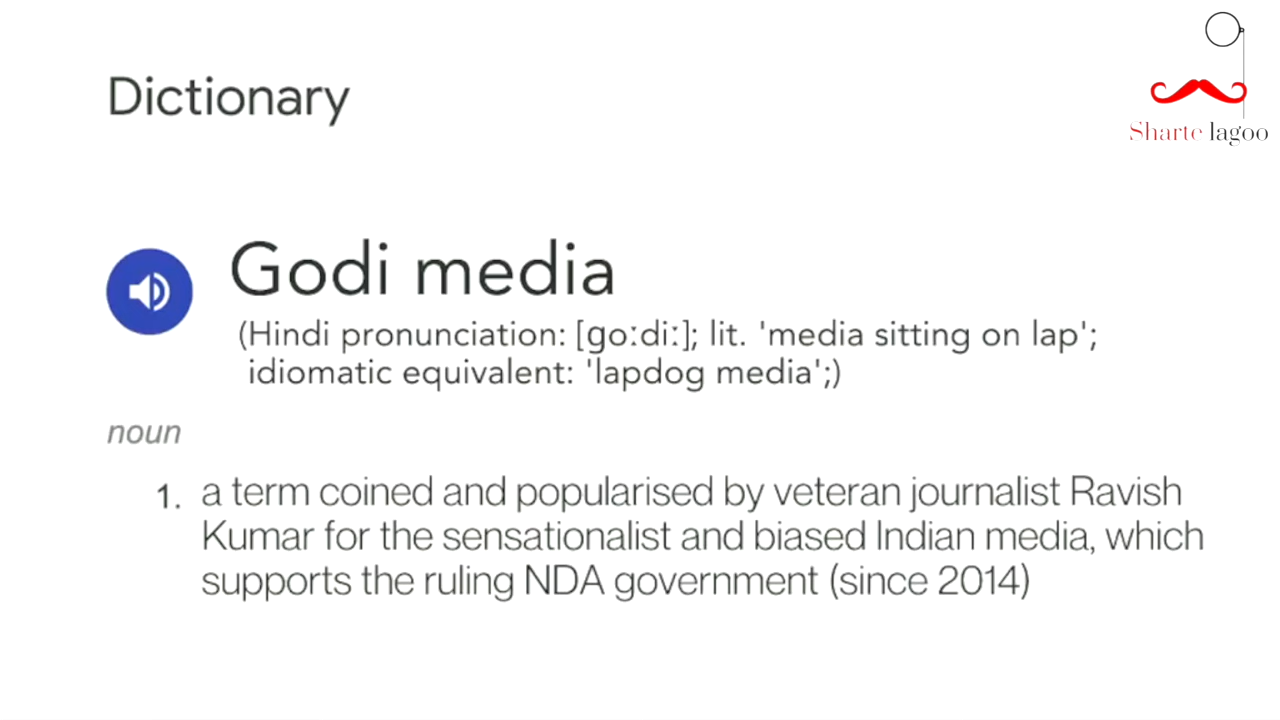 Sharte lagoo
Dictionary
Godi media
(Hindi pronunciation: [ɡoːdiː]; lit. 'media sitting on lap';
idiomatic equivalent: 'lapdog media';)
noun
1. a term coined and popularised by veteran journalist Ravish
Kumar for the sensationalist and biased Indian media, which
supports the ruling NDA government (since 2014)